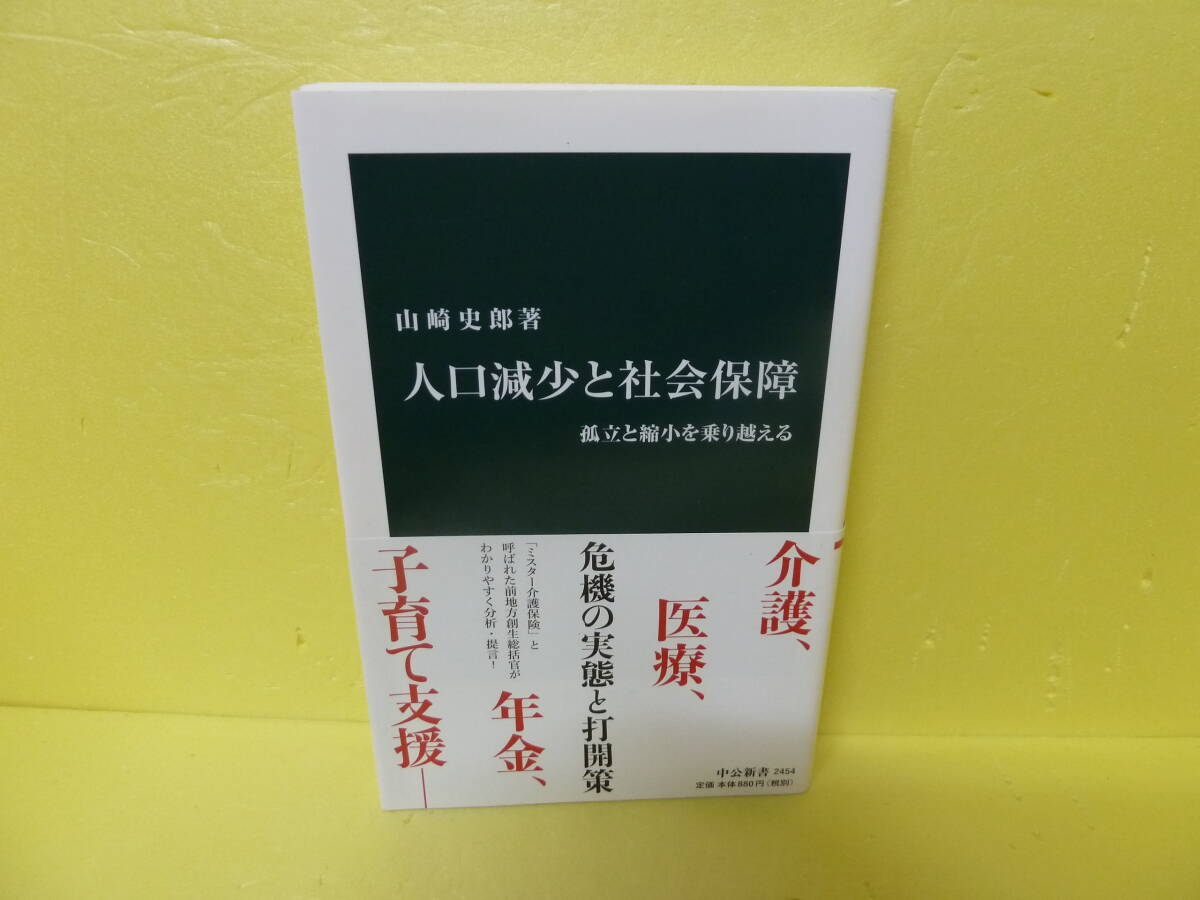 山崎史郎著
人口減少と社会保障
孤立と縮小を乗り越える
介護、
医療、
危機の実態と打開策
年金、
「ミスター介護保険」と
呼ばれた前地方創生総括官が
わかりやすく分析・提言！
子育て支援―
中公新書 2454
定価 本体880円（税別）